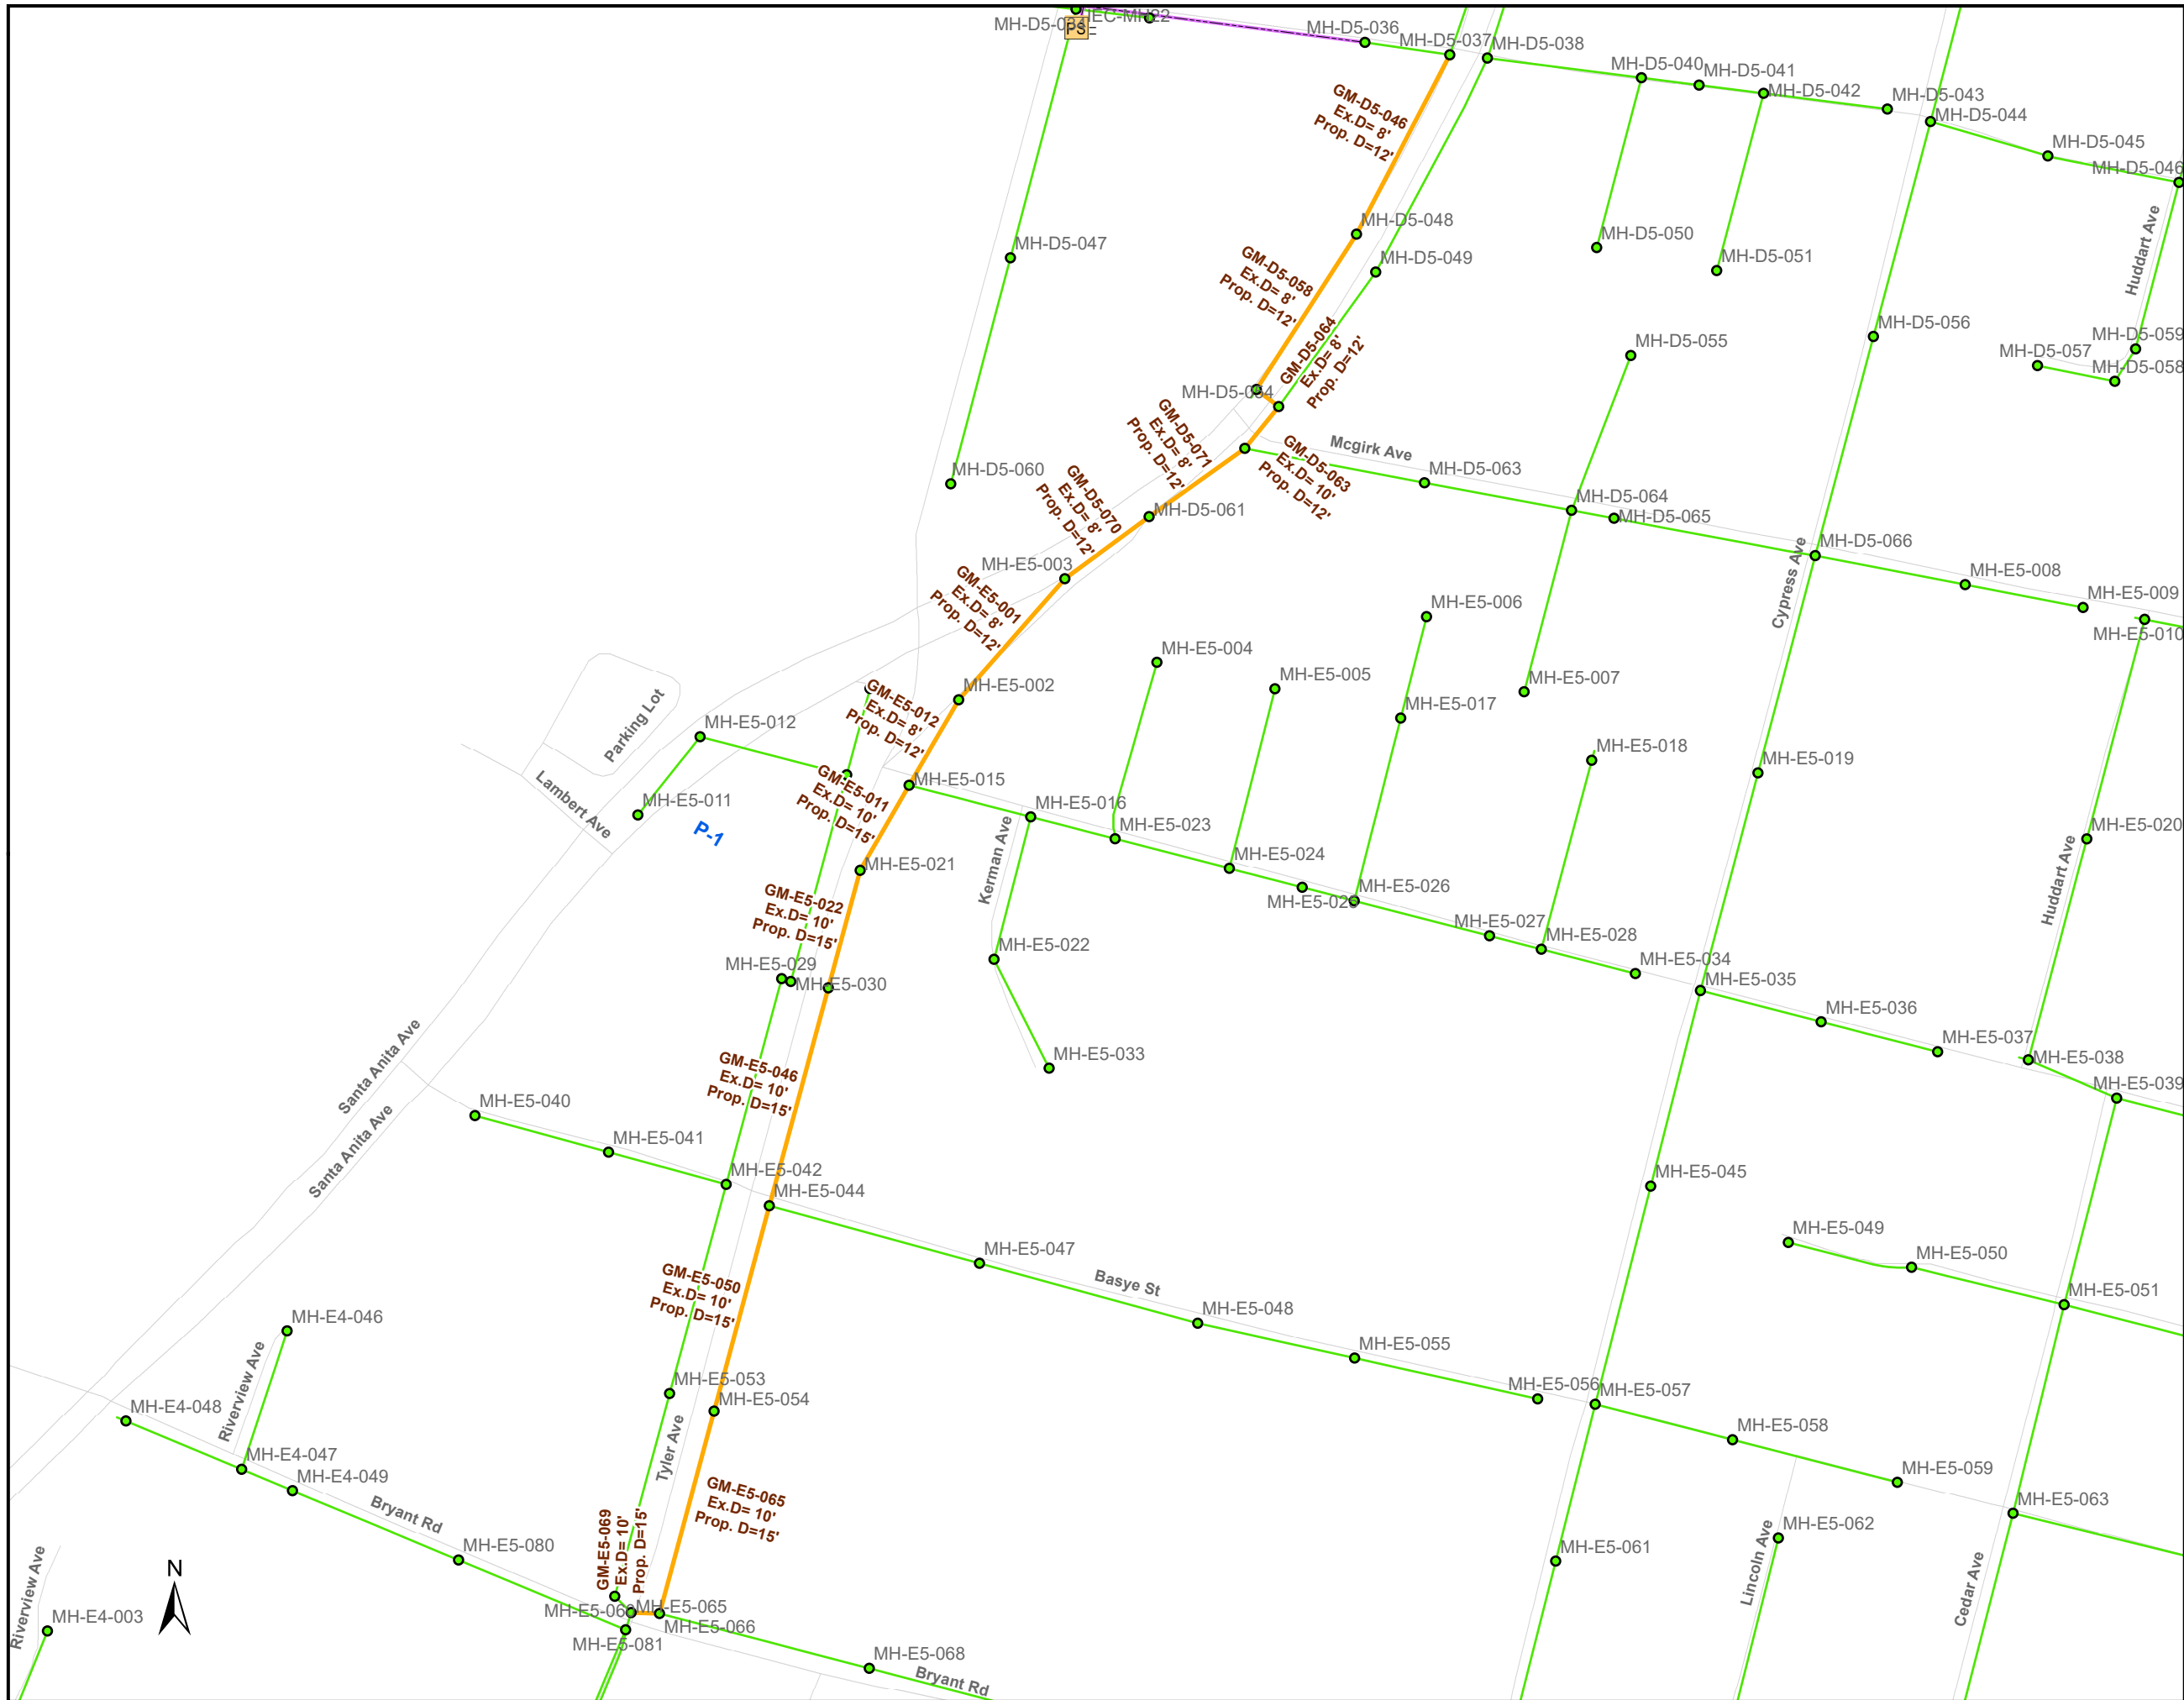 HEC-MH22
PS
MH-D5-036
MH-D5-037
MH-D5-038
MH-D5-040
MH-D5-041
MH-D5-042
MH-D5-043
MH-D5-044
MH-D5-045
MH-D5-046
GM-D5-046
Ex.D= 8'
Prop. D=12'
MH-D5-047
MH-D5-048
MH-D5-049
MH-D5-050
MH-D5-051
Huddart Ave
GM-D5-058
Ex.D= 8'
Prop. D=12'
GM-D5-064
Ex.D= 8'
Prop. D=12'
MH-D5-054
MH-D5-055
MH-D5-056
MH-D5-057
MH-D5-059
MH-D5-058
GM-D5-071
Ex.D= 8'
Prop. D=12'
Mcgirk Ave
GM-D5-063
Ex.D= 10'
Prop. D=12'
MH-D5-060
GM-D5-070
Ex.D= 8'
Prop. D=12'
MH-D5-061
MH-D5-063
MH-D5-064
MH-D5-065
MH-D5-066
Cypress Ave
MH-E5-003
GM-E5-001
Ex.D= 8'
Prop. D=12'
MH-E5-004
MH-E5-005
MH-E5-006
MH-E5-007
MH-E5-008
MH-E5-009
MH-E5-010
MH-E5-002
GM-E5-012
Ex.D= 8'
Prop. D=12'
Parking Lot
Lambert Ave
MH-E5-012
MH-E5-011
P-1
GM-E5-011
Ex.D= 10'
Prop. D=15'
MH-E5-015
MH-E5-016
MH-E5-017
MH-E5-018
MH-E5-019
MH-E5-020
Huddart Ave
Kerman Ave
MH-E5-021
MH-E5-023
MH-E5-024
MH-E5-026
MH-E5-027
MH-E5-028
MH-E5-034
MH-E5-035
MH-E5-036
MH-E5-037
MH-E5-038
MH-E5-039
GM-E5-022
Ex.D= 10'
Prop. D=15'
MH-E5-022
MH-E5-029
MH-E5-030
MH-E5-033
Santa Anita Ave
Santa Anita Ave
GM-E5-046
Ex.D= 10'
Prop. D=15'
MH-E5-040
MH-E5-041
MH-E5-042
MH-E5-044
MH-E5-045
MH-E5-047
Basye St
MH-E5-048
MH-E5-049
MH-E5-050
MH-E5-051
GM-E5-050
Ex.D= 10'
Prop. D=15'
MH-E4-046
Riverview Ave
MH-E4-048
MH-E4-047
MH-E4-049
Bryant Rd
MH-E5-053
MH-E5-054
Tyler Ave
MH-E5-055
MH-E5-056
MH-E5-057
MH-E5-058
MH-E5-059
MH-E5-063
GM-E5-065
Ex.D= 10'
Prop. D=15'
GM-E5-069
Ex.D= 10'
Prop. D=15'
MH-E5-080
MH-E5-061
MH-E5-062
Lincoln Ave
Cedar Ave
Riverview Ave
N
MH-E4-003
MH-E5-065
MH-E5-066
MH-E5-081
MH-E5-068
Bryant Rd